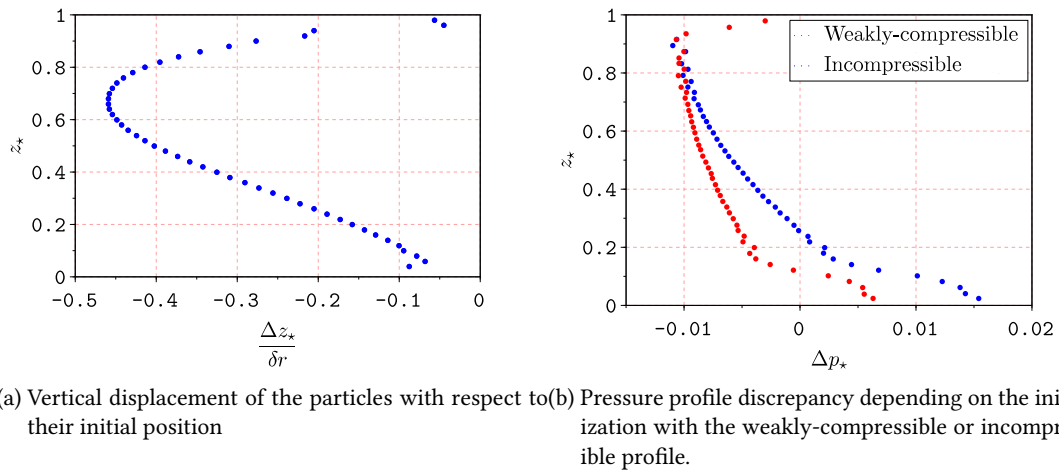 1
0.8
0.6
0.4
0.2
0
z⋆
-0.5 -0.4 -0.3 -0.2 -0.1 0
Δz⋆
δr
1
0.8
0.6
0.4
0.2
0
z⋆
Weakly-compressible
Incompressible
-0.01 0 0.01 0.02
Δp⋆
(a) Vertical displacement of the particles with respect to
their initial position
(b) Pressure profile discrepancy depending on the ini
ization with the weakly-compressible or incompr
ible profile.